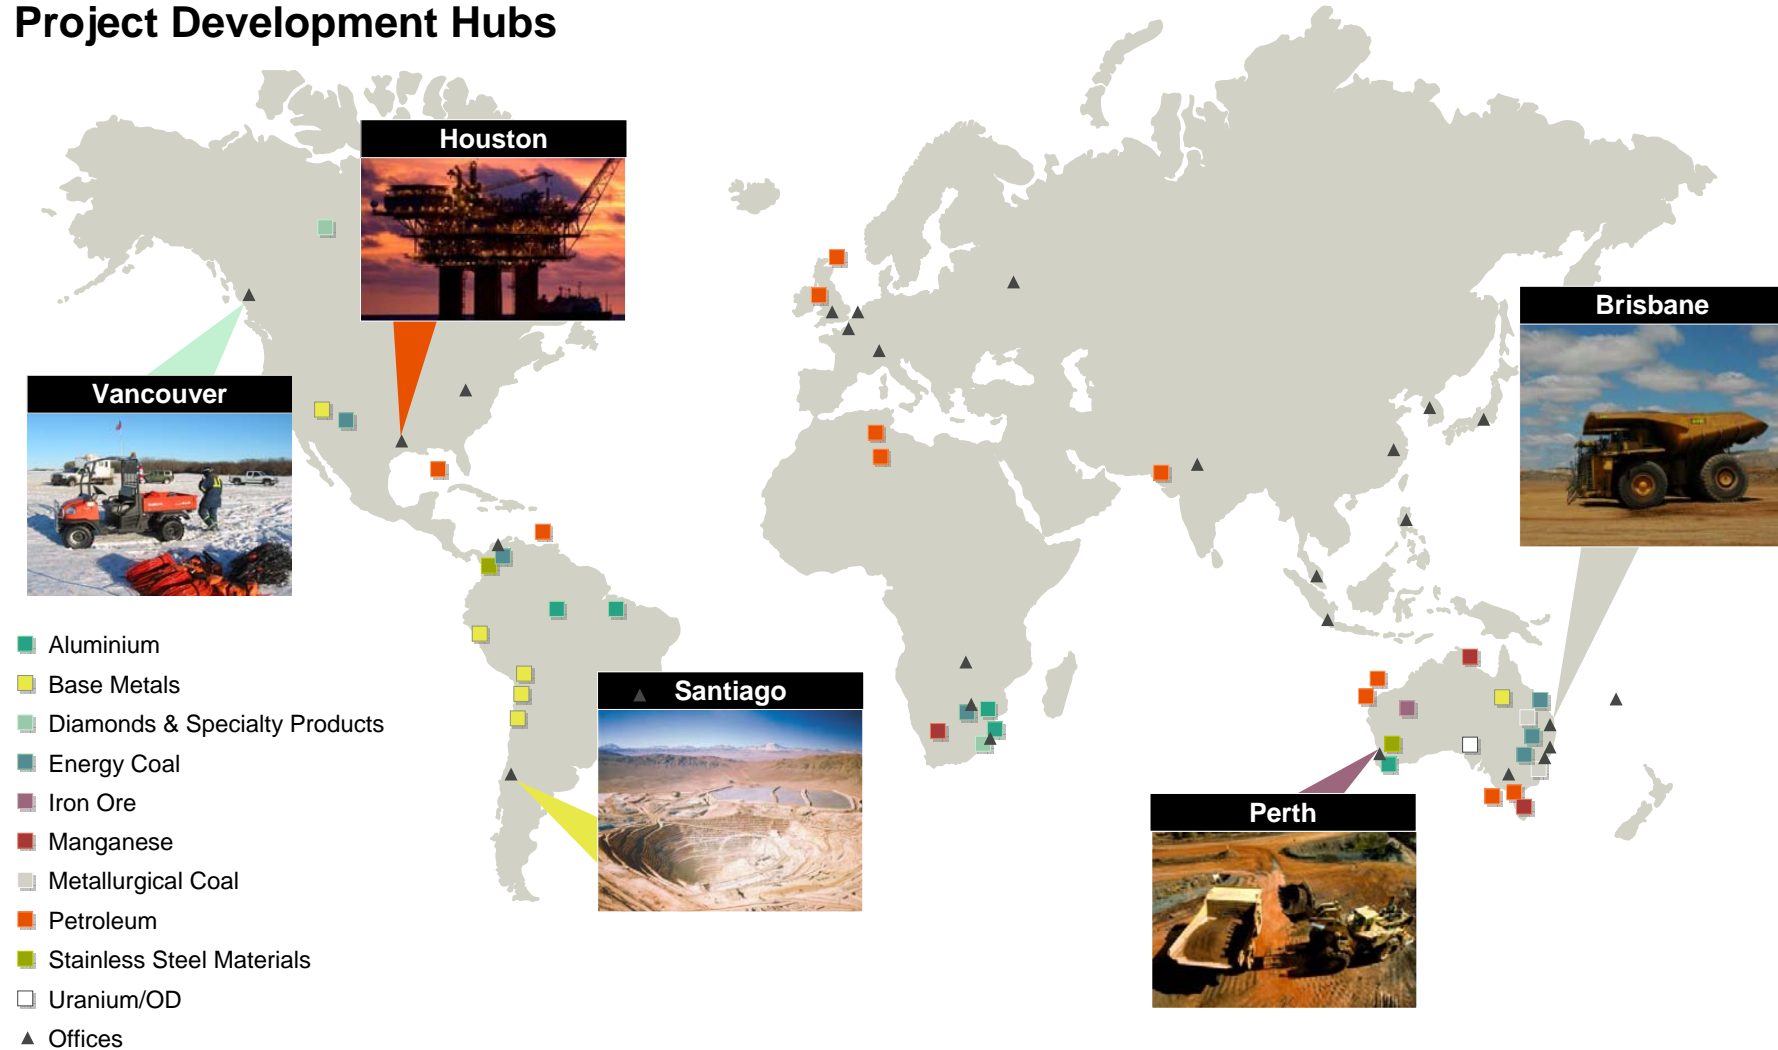 Project Development Hubs
Houston
Brisbane
Vancouver
Santiago
Perth
Aluminium
Base Metals
Diamonds & Specialty Products
Energy Coal
Iron Ore
Manganese
Metallurgical Coal
Petroleum
Stainless Steel Materials
Uranium/OD
Offices